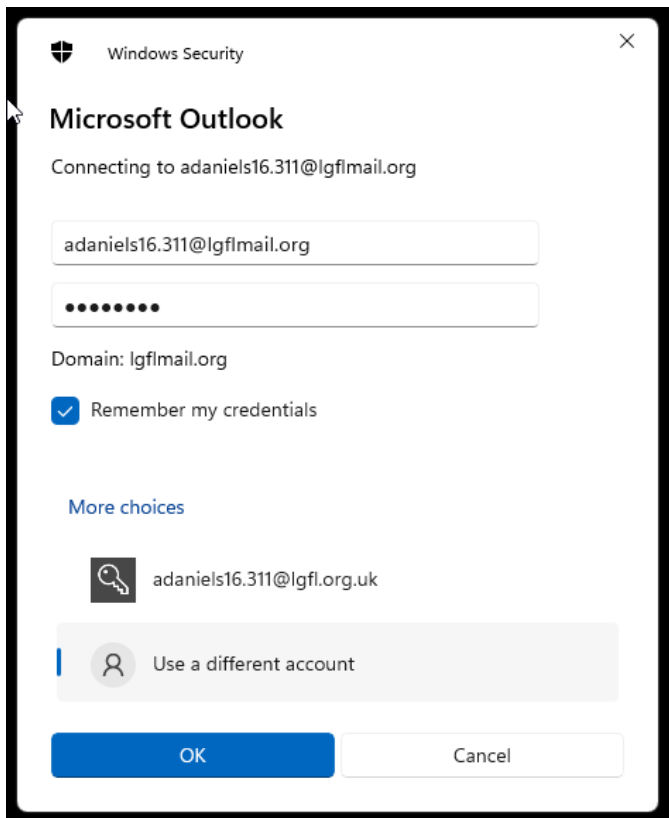 Windows Security
Microsoft Outlook
Connecting to adaniels16.311@lgflmail.org
adaniels16.311@lgflmail.org
●●●●●●●●
Domain: lgflmail.org
Remember my credentials
More choices
adaniels16.311@lgfl.org.uk
Use a different account
OK
Cancel